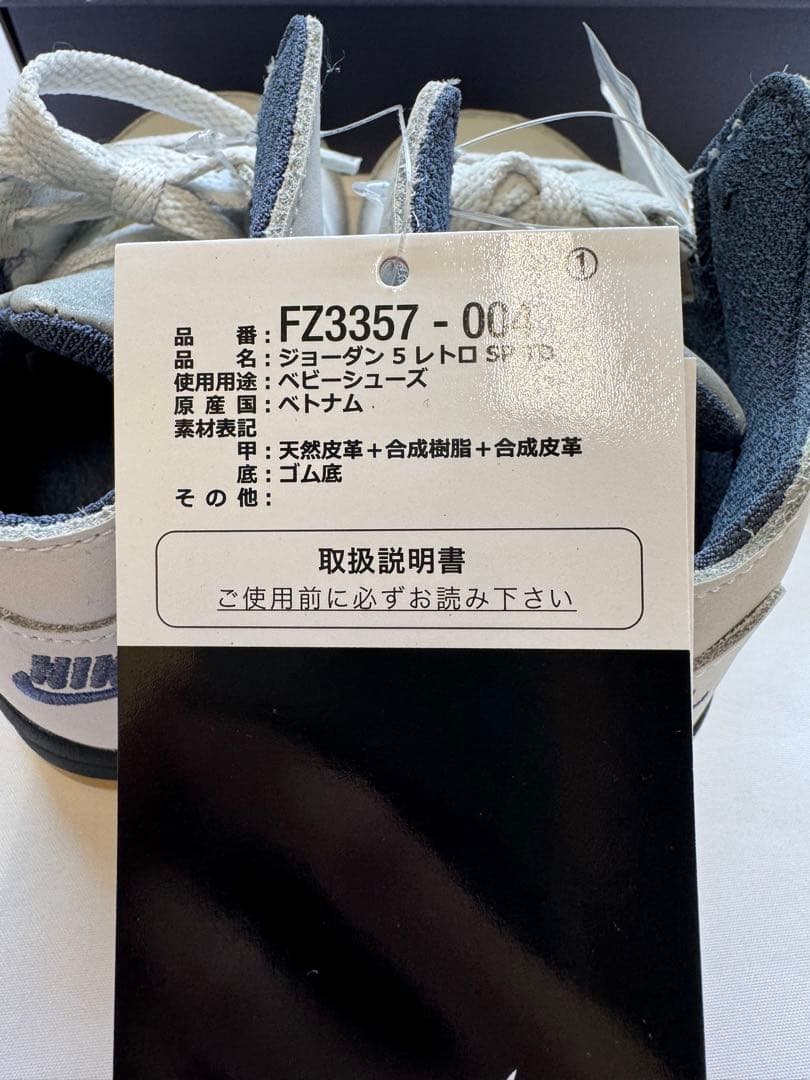 ①
品番：FZ3357 - 004
品名：ジョーダン 5 レトロ SP TD
使用用途：ベビーシューズ
原産国：ベトナム
素材表記
甲：天然皮革＋合成樹脂＋合成皮革
底：ゴム底
その他：
取扱説明書
ご使用前に必ずお読み下さい
NIK